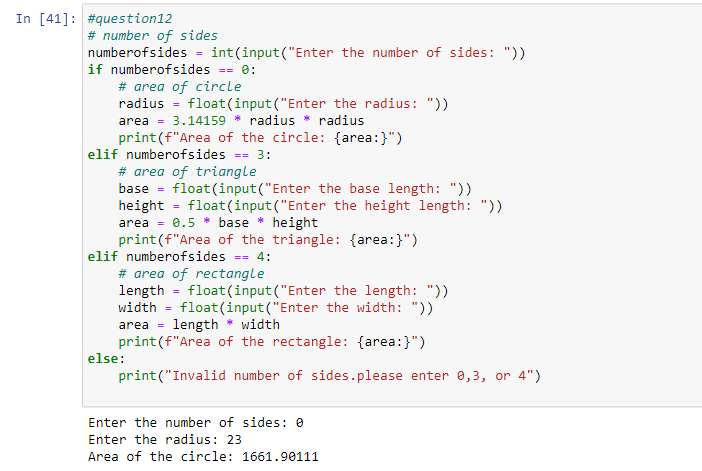 In [41]: #question12
# number of sides
numberofsides = int(input("Enter the number of sides: "))
if numberofsides == 0:
    # area of circle
    radius = float(input("Enter the radius: "))
    area = 3.14159 * radius * radius
    print(f"Area of the circle: {area:}")
elif numberofsides == 3:
    # area of triangle
    base = float(input("Enter the base length: "))
    height = float(input("Enter the height length: "))
    area = 0.5 * base * height
    print(f"Area of the triangle: {area:}")
elif numberofsides == 4:
    # area of rectangle
    length = float(input("Enter the length: "))
    width = float(input("Enter the width: "))
    area = length * width
    print(f"Area of the rectangle: {area:}")
else:
    print("Invalid number of sides.please enter 0,3, or 4")
Enter the number of sides: 0
Enter the radius: 23
Area of the circle: 1661.90111